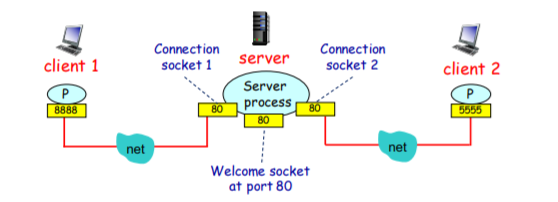 client 1
P
8888
net
Connection
socket 1
server
Server
process
80
80
80
Welcome socket
at port 80
Connection
socket 2
net
client 2
P
5555